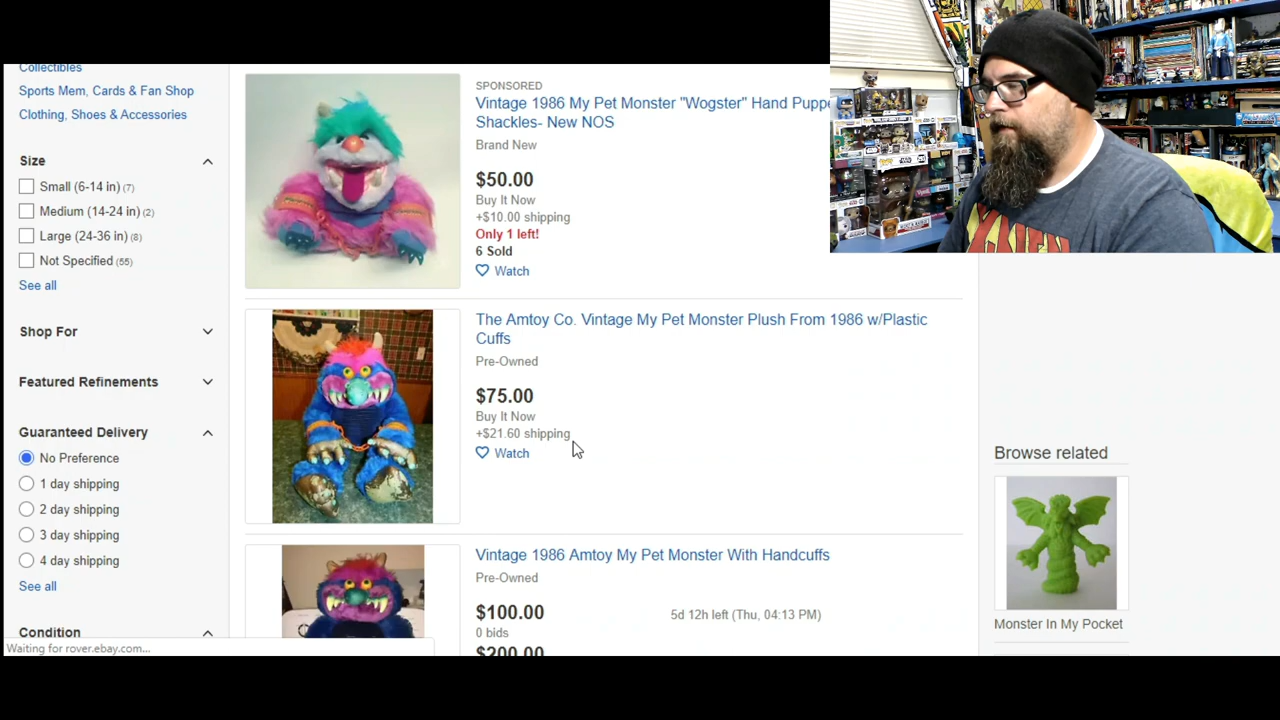 Collectibles
Sports Mem, Cards & Fan Shop
Clothing, Shoes & Accessories
Size
Small (6-14 in) (7)
Medium (14-24 in) (2)
Large (24-36 in) (8)
Not Specified (55)
See all
Shop For
Featured Refinements
Guaranteed Delivery
No Preference
1 day shipping
2 day shipping
3 day shipping
4 day shipping
See all
Condition
Waiting for rover.ebay.com...
SPONSORED
Vintage 1986 My Pet Monster "Wogster" Hand Puppe
Shackles- New NOS
Brand New
$50.00
Buy It Now
+$10.00 shipping
Only 1 left!
6 Sold
Watch
The Amtoy Co. Vintage My Pet Monster Plush From 1986 w/Plastic
Cuffs
Pre-Owned
$75.00
Buy It Now
+$21.60 shipping
Watch
Vintage 1986 Amtoy My Pet Monster With Handcuffs
Pre-Owned
$100.00
5d 12h left (Thu, 04:13 PM)
0 bids
$200.00
Browse related
Monster In My Pocket